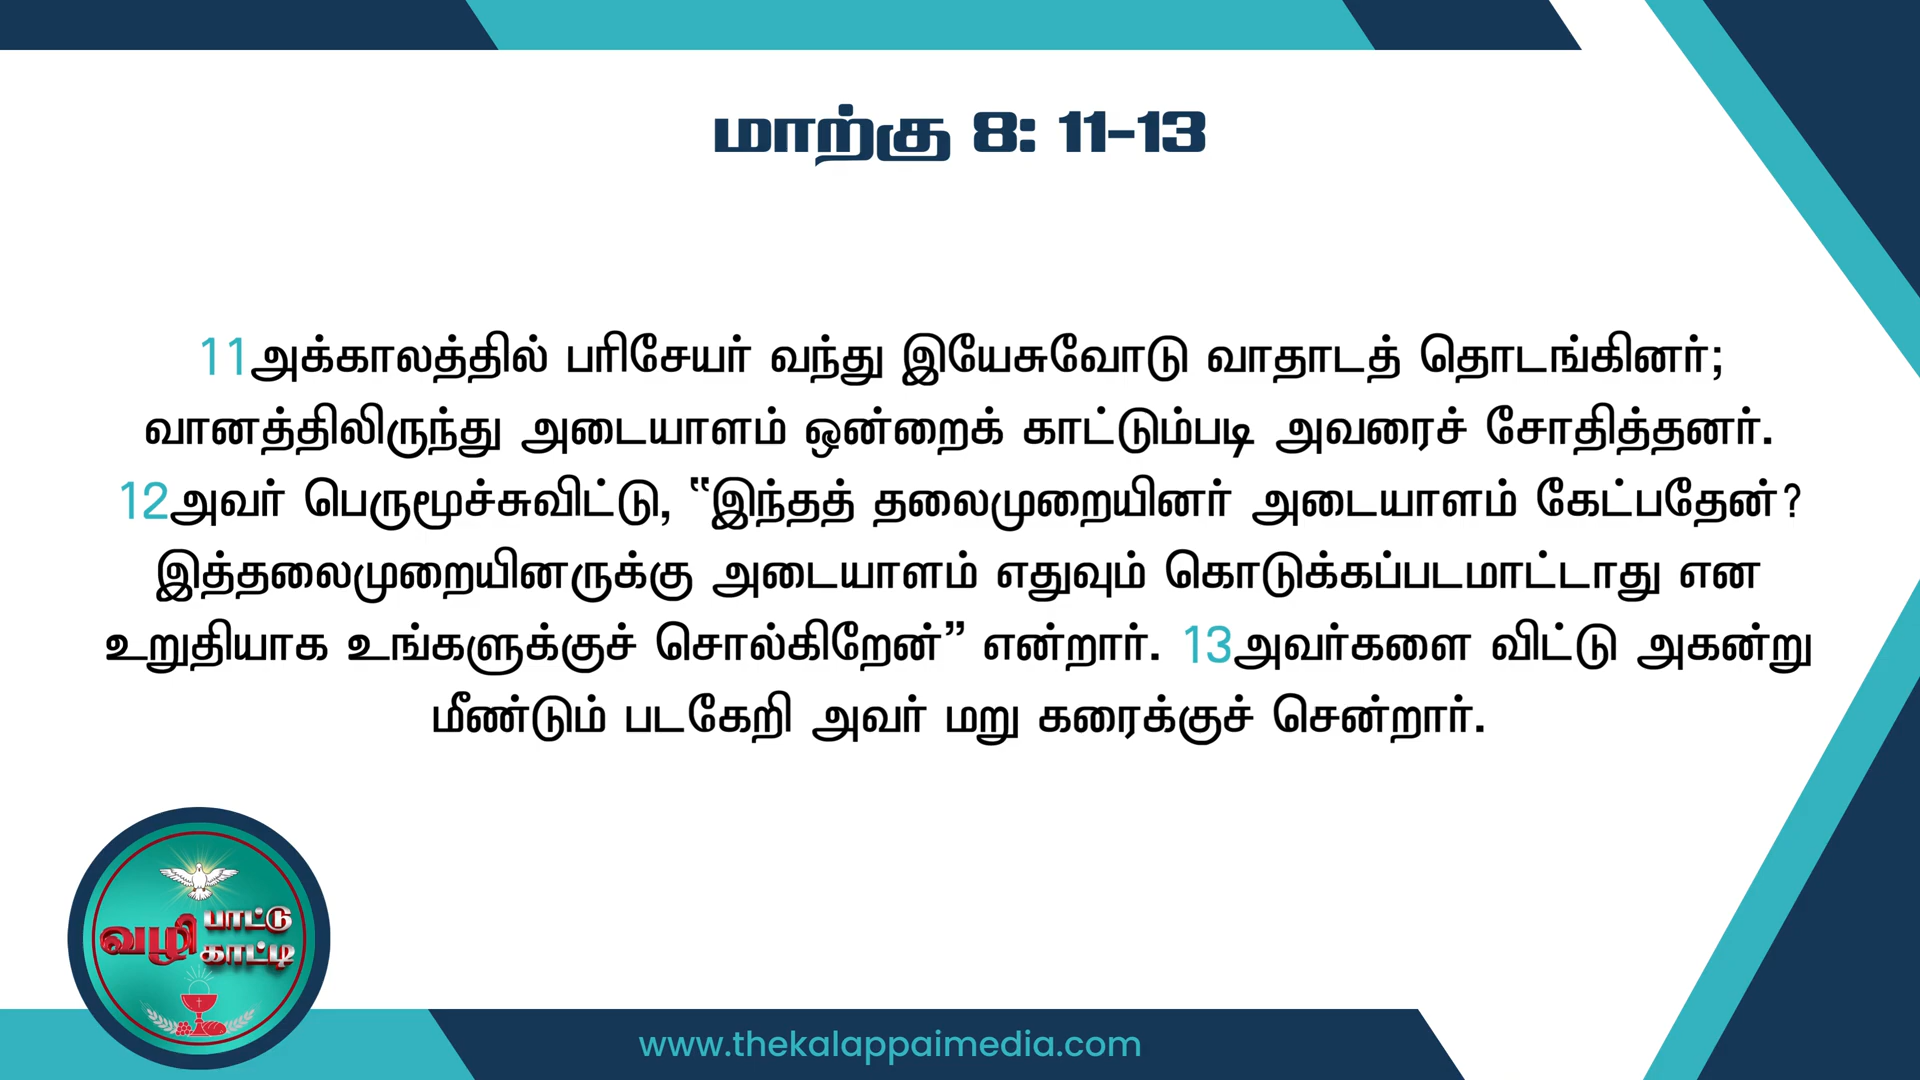 மாற்கு 8: 11-13
11அக்காலத்தில் பரிசேயர் வந்து இயேசுவோடு வாதாடத் தொடங்கினர்;
வானத்திலிருந்து அடையாளம் ஒன்றைக் காட்டும்படி அவரைச் சோதித்தனர்.
12அவர் பெருமூச்சுவிட்டு, “இந்தத் தலைமுறையினர் அடையாளம் கேட்பதேன்?
இத்தலைமுறையினருக்கு அடையாளம் எதுவும் கொடுக்கப்படமாட்டாது என
உறுதியாக உங்களுக்குச் சொல்கிறேன்” என்றார். 13அவர்களை விட்டு அகன்று
மீண்டும் படகேறி அவர் மறு கரைக்குச் சென்றார்.
வழி பாட்டு
காட்டி
www.thekalappaimedia.com